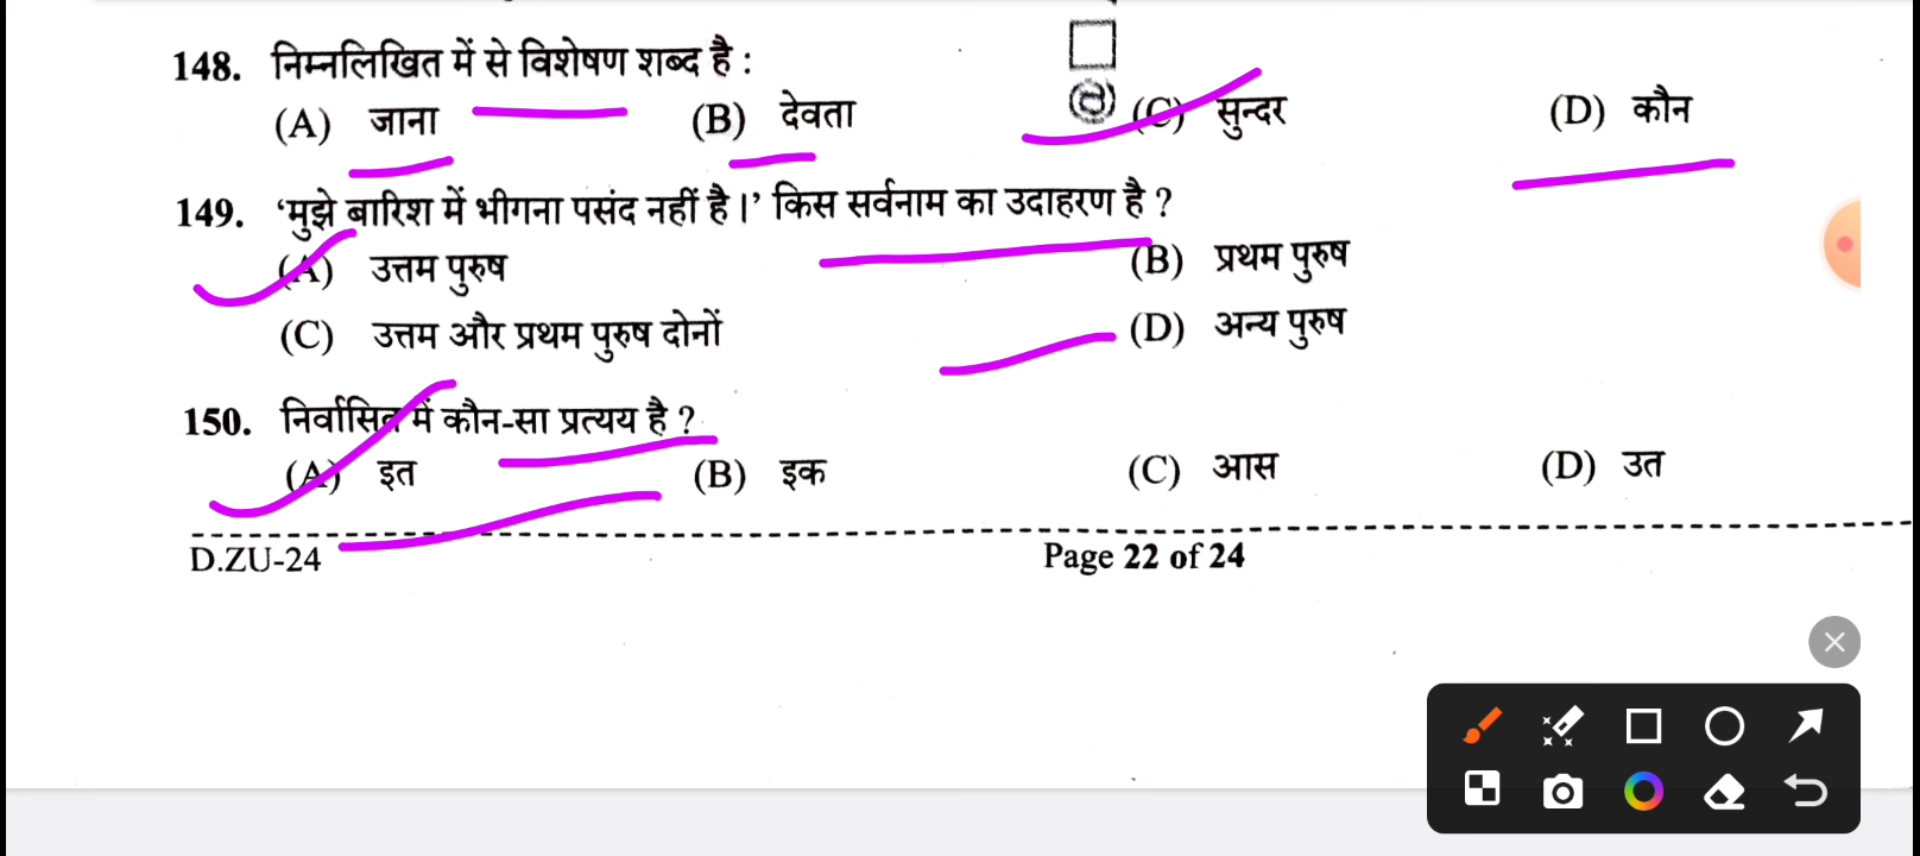 148. निम्नलिखित में से विशेषण शब्द है :
(A) जाना (B) देवता (C) सुन्दर (D) कौन
149. ‘मुझे बारिश में भीगना पसंद नहीं है ।’ किस सर्वनाम का उदाहरण है ?
(A) उत्तम पुरुष (B) प्रथम पुरुष
(C) उत्तम और प्रथम पुरुष दोनों (D) अन्य पुरुष
150. निर्वासित में कौन-सा प्रत्यय है ?
(A) इत (B) इक (C) आस (D) उत
D.ZU-24 Page 22 of 24